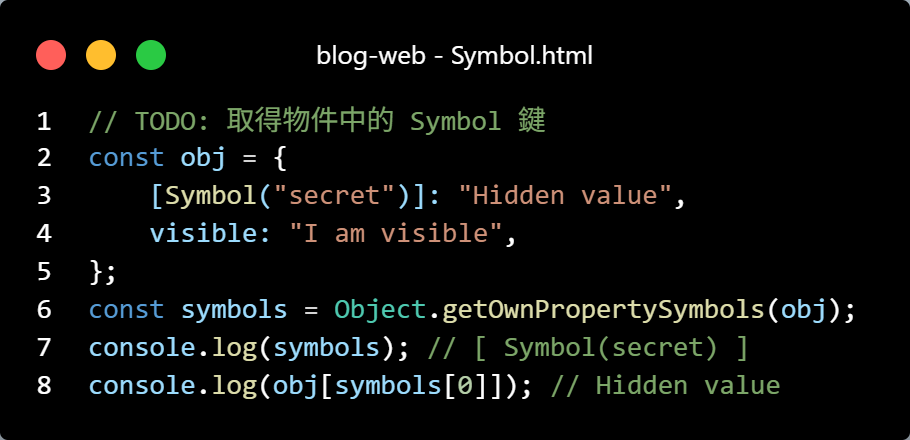 blog-web - Symbol.html
1 // TODO: 取得物件中的 Symbol 鍵
2 const obj = {
3     [Symbol("secret")]: "Hidden value",
4     visible: "I am visible",
5 };
6 const symbols = Object.getOwnPropertySymbols(obj);
7 console.log(symbols); // [ Symbol(secret) ]
8 console.log(obj[symbols[0]]); // Hidden value